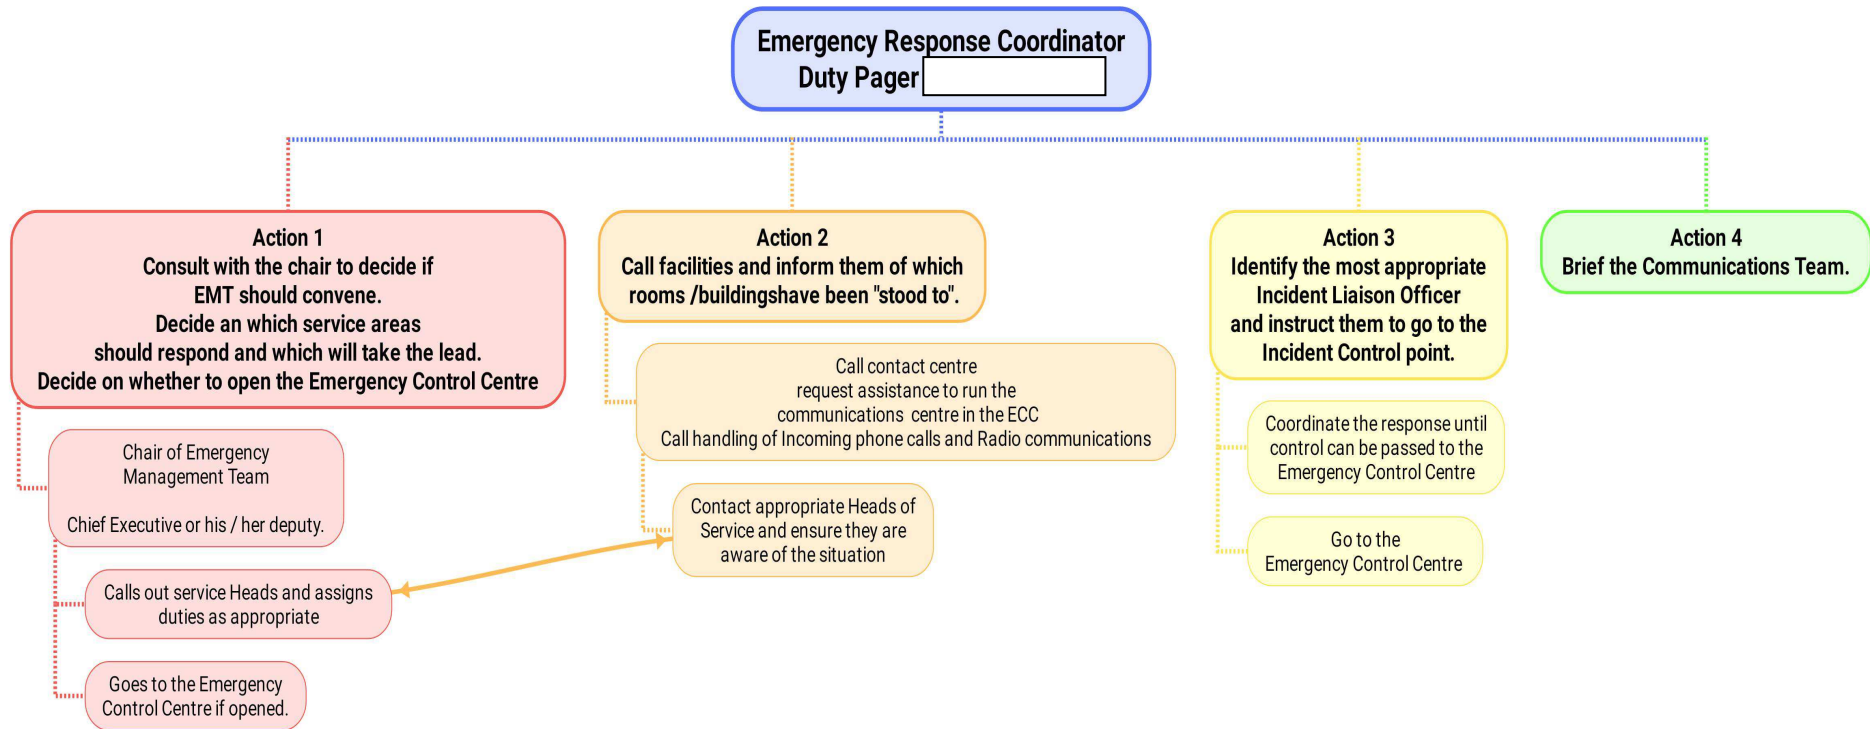 Emergency Response Coordinator
Duty Pager
Action 1
Consult with the chair to decide if
EMT should convene.
Decide an which service areas
should respond and which will take the lead.
Decide on whether to open the Emergency Control Centre
Chair of Emergency
Management Team
Chief Executive or his / her deputy.
Calls out service Heads and assigns
duties as appropriate
Goes to the Emergency
Control Centre if opened.
Action 2
Call facilities and inform them of which
rooms /buildingshave been "stood to".
Call contact centre
request assistance to run the
communications centre in the ECC
Call handling of Incoming phone calls and Radio communications
Contact appropriate Heads of
Service and ensure they are
aware of the situation
Action 3
Identify the most appropriate
Incident Liaison Officer
and instruct them to go to the
Incident Control point.
Coordinate the response until
control can be passed to the
Emergency Control Centre
Go to the
Emergency Control Centre
Action 4
Brief the Communications Team.